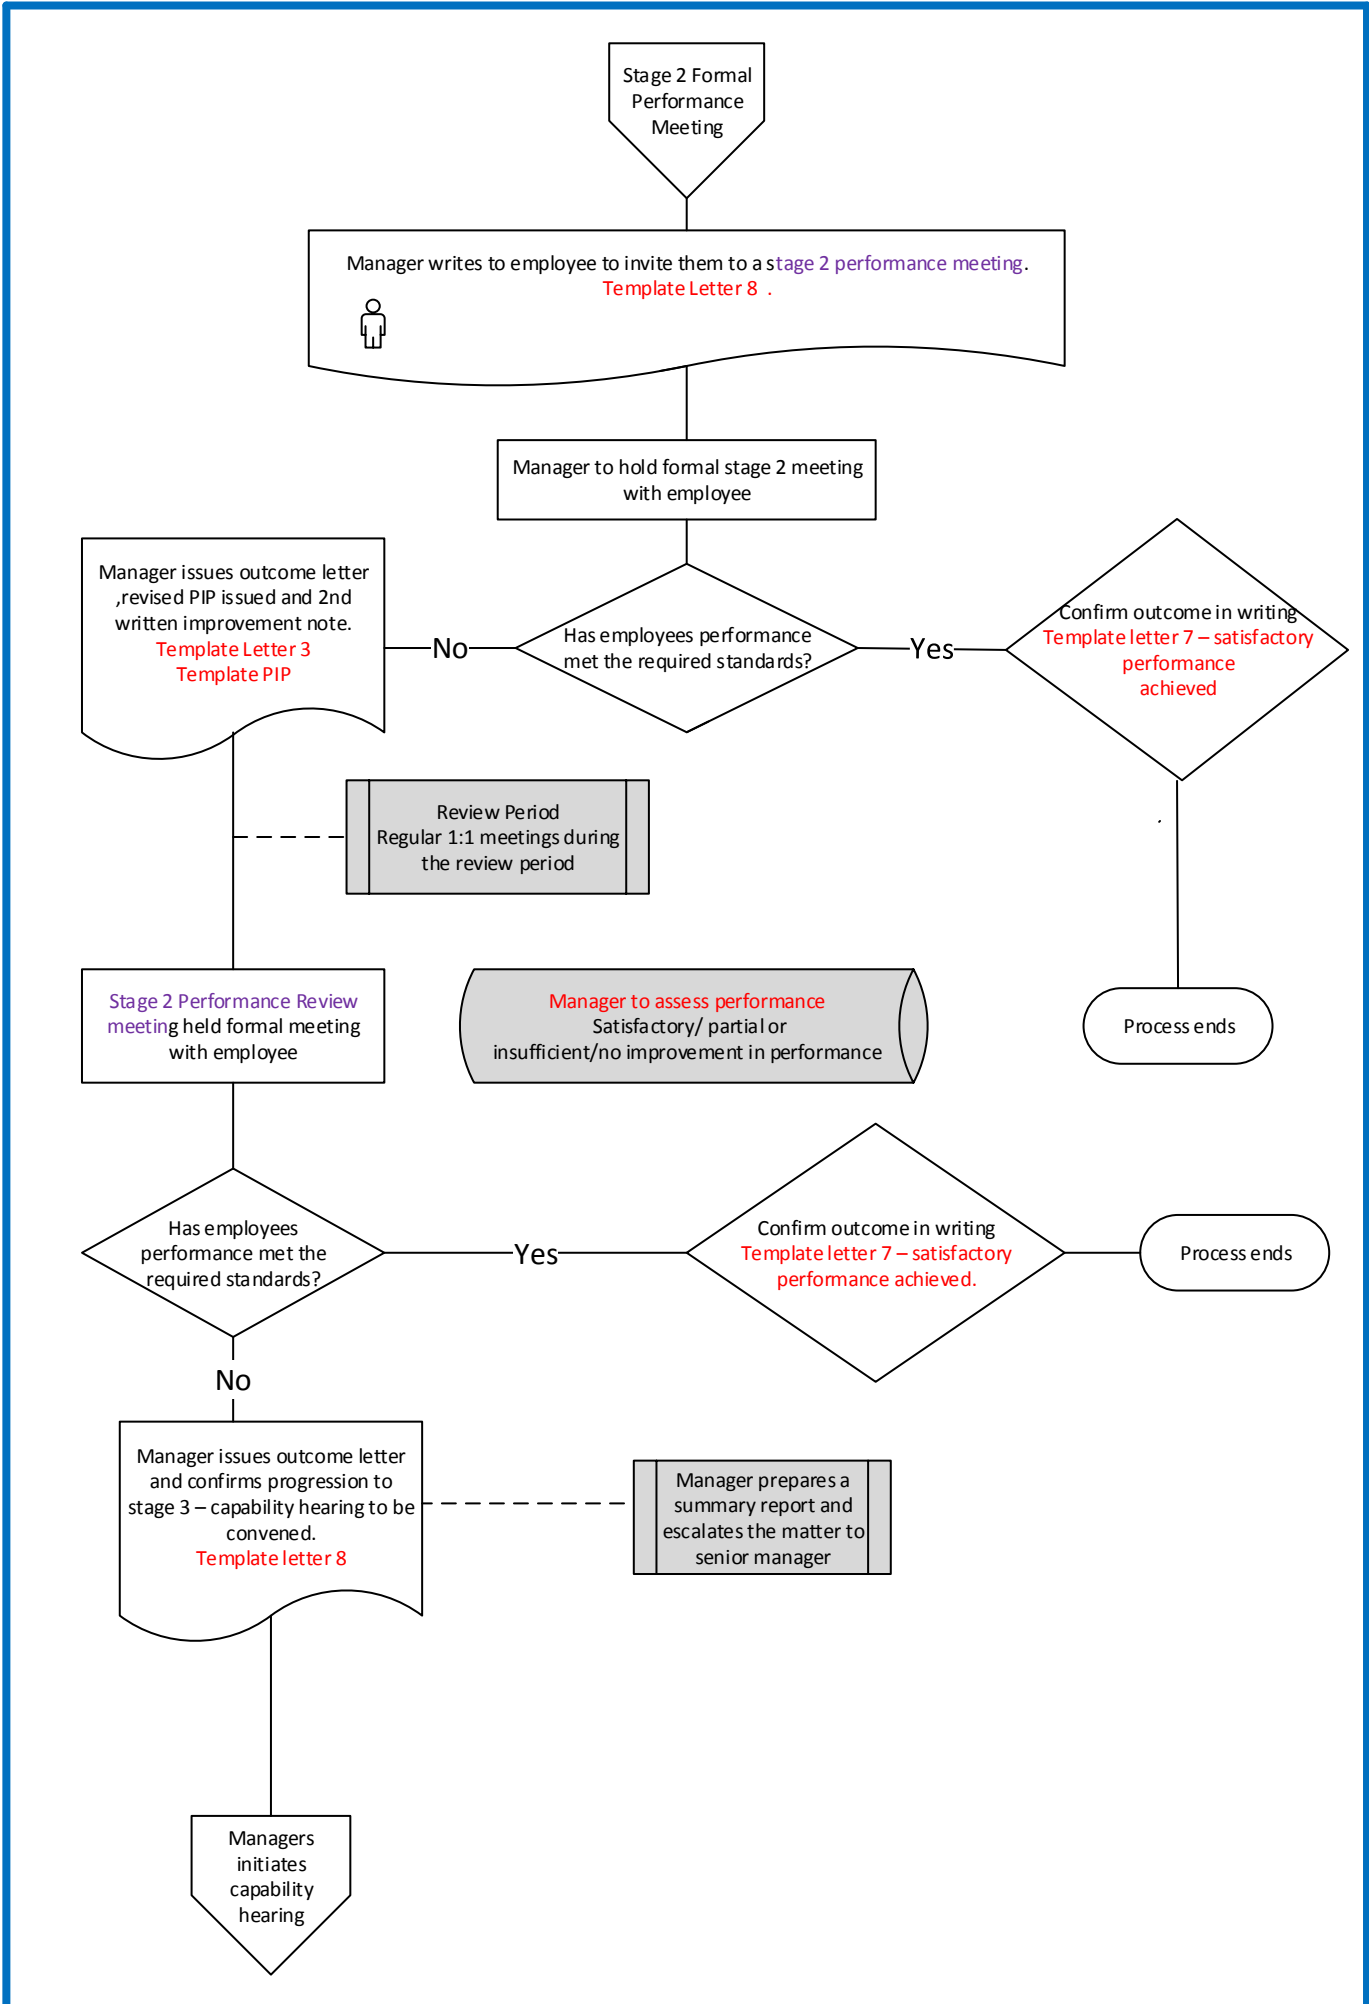 Stage 2 Formal
Performance
Meeting
Manager writes to employee to invite them to a stage 2 performance meeting.
Template Letter 8 .
Manager to hold formal stage 2 meeting
with employee
Manager issues outcome letter
,revised PIP issued and 2nd
written improvement note.
Template Letter 3
Template PIP
No
Has employees performance
met the required standards?
Yes
Confirm outcome in writing
Template letter 7 – satisfactory
performance
achieved
Review Period
Regular 1:1 meetings during
the review period
.
Stage 2 Performance Review
meeting held formal meeting
with employee
Manager to assess performance
Satisfactory/ partial or
insufficient/no improvement in performance
Process ends
Has employees
performance met the
required standards?
Yes
Confirm outcome in writing
Template letter 7 – satisfactory
performance achieved.
Process ends
No
Manager issues outcome letter
and confirms progression to
stage 3 – capability hearing to be
convened.
Template letter 8
Manager prepares a
summary report and
escalates the matter to
senior manager
Managers
initiates
capability
hearing